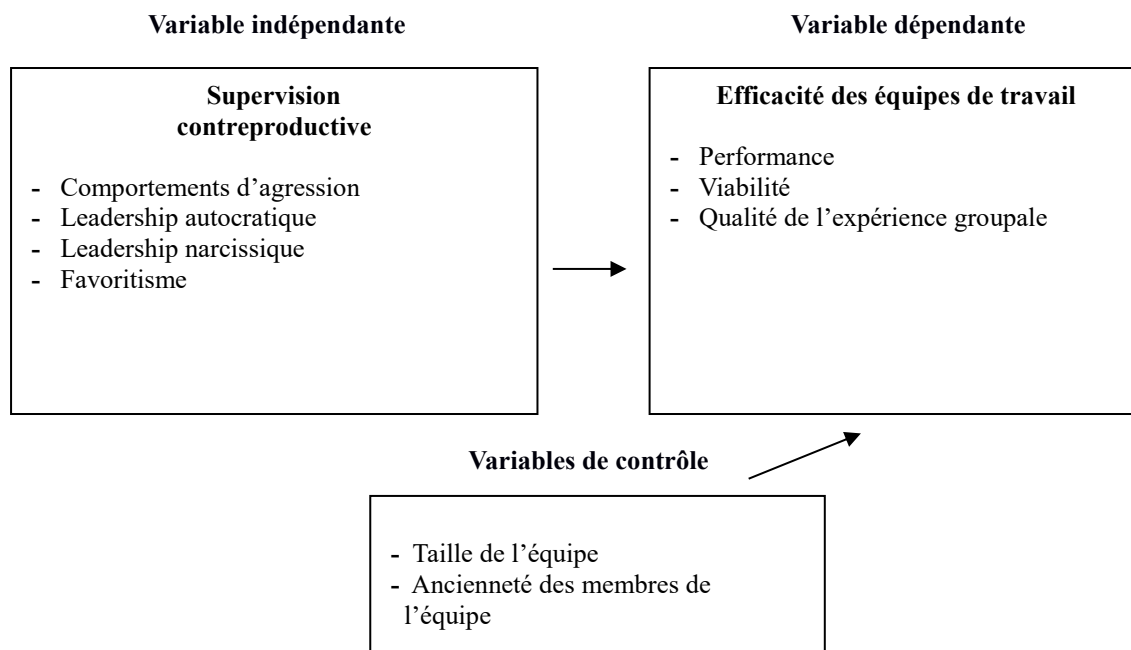 Variable indépendante
Variable dépendante
Supervision
contreproductive
- Comportements d’agression
- Leadership autocratique
- Leadership narcissique
- Favoritisme
Efficacité des équipes de travail
- Performance
- Viabilité
- Qualité de l’expérience groupale
Variables de contrôle
- Taille de l’équipe
- Ancienneté des membres de
l’équipe